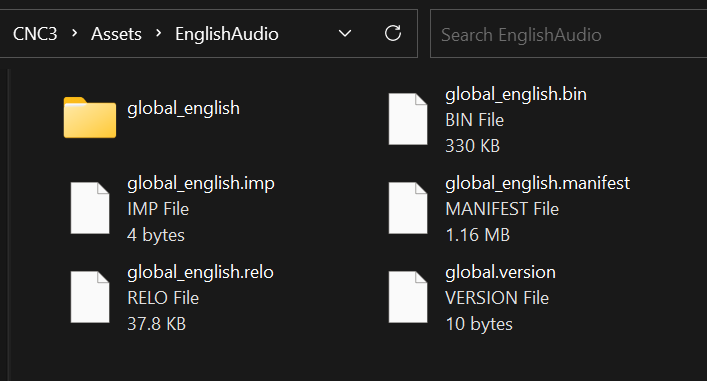 CNC3 > Assets > EnglishAudio
Search EnglishAudio
global_english
global_english.bin
BIN File
330 KB
global_english.imp
IMP File
4 bytes
global_english.manifest
MANIFEST File
1.16 MB
global_english.relo
RELO File
37.8 KB
global.version
VERSION File
10 bytes